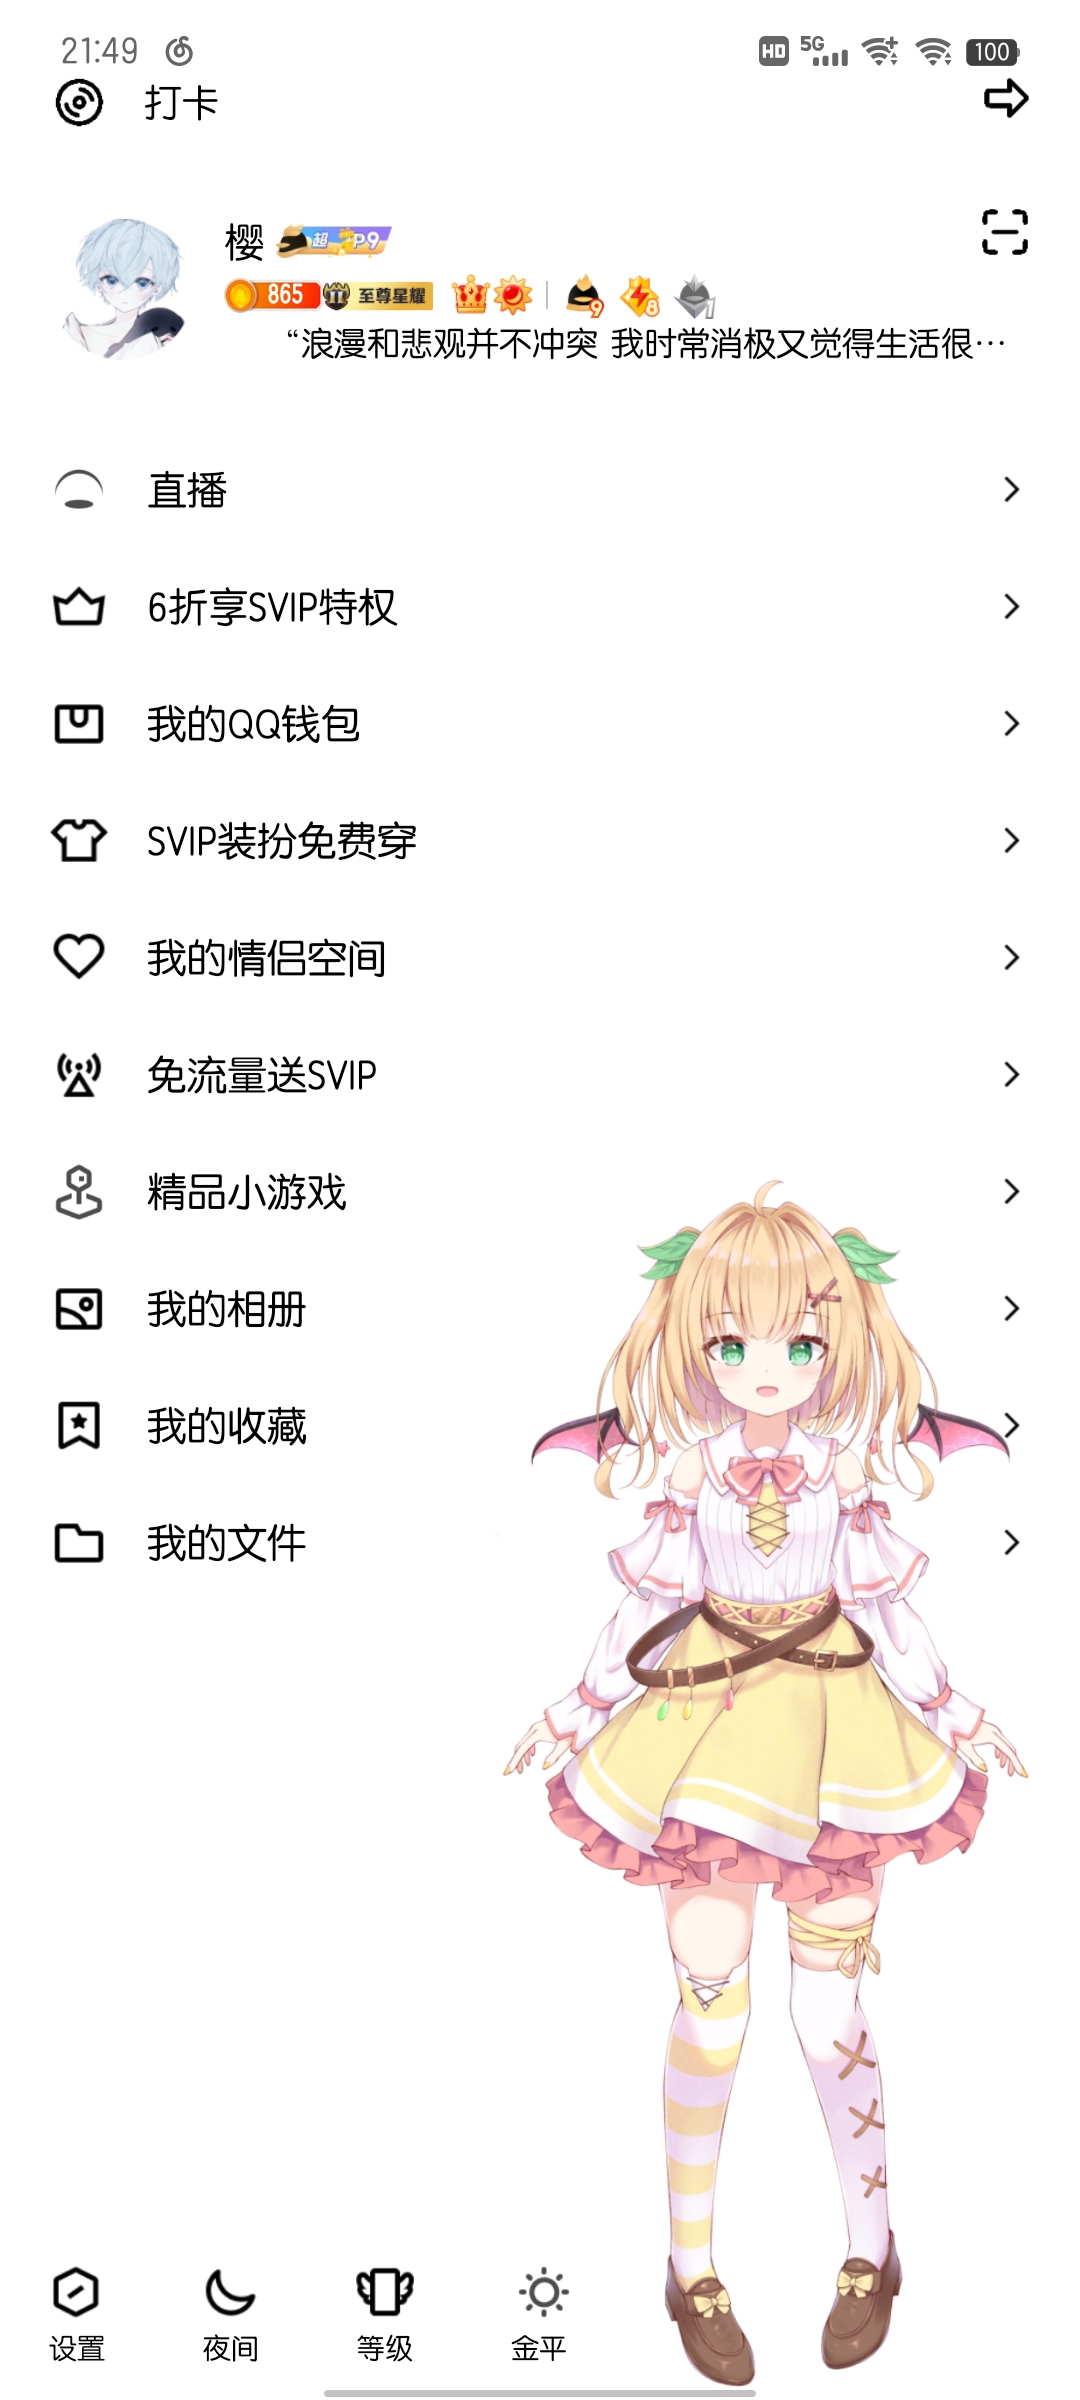 21:49 HD 5G 100
打卡
樱 超 P9
865 至尊星耀 9 8 1
“浪漫和悲观并不冲突 我时常消极又觉得生活很…
直播
6折享SVIP特权
我的QQ钱包
SVIP装扮免费穿
我的情侣空间
免流量送SVIP
精品小游戏
我的相册
我的收藏
我的文件
设置 夜间 等级 金平